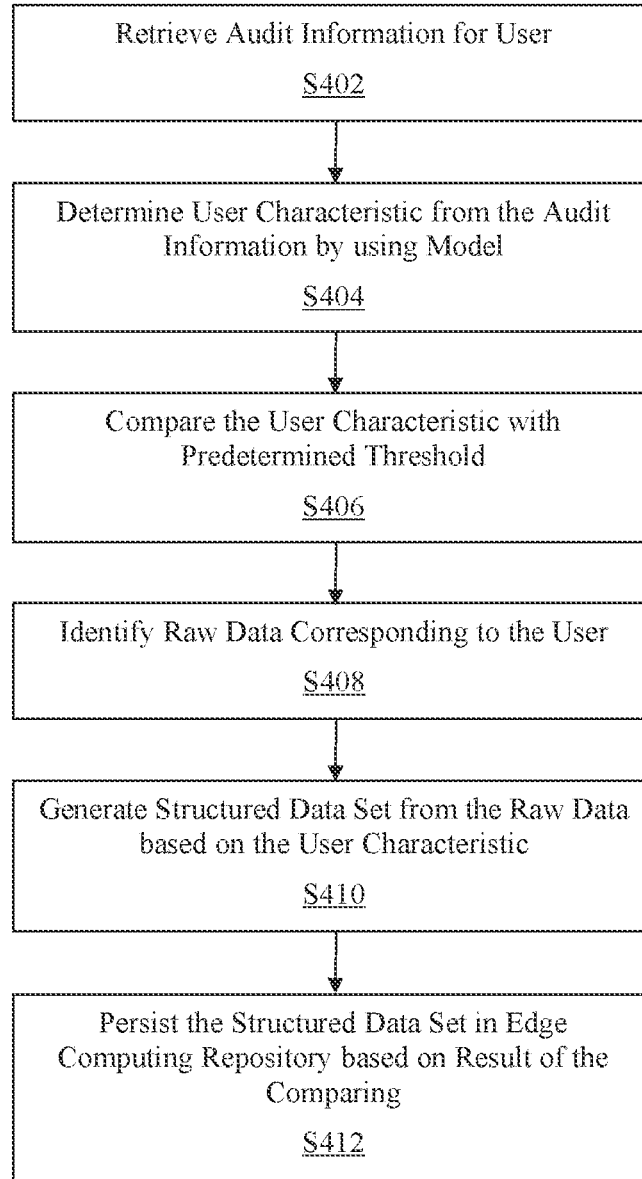 Retrieve Audit Information for User
S402
Determine User Characteristic from the Audit
Information by using Model
S404
Compare the User Characteristic with
Predetermined Threshold
S406
Identify Raw Data Corresponding to the User
S408
Generate Structured Data Set from the Raw Data
based on the User Characteristic
S410
Persist the Structured Data Set in Edge
Computing Repository based on Result of the
Comparing
S412